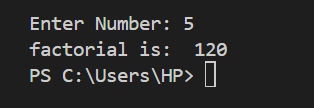 Enter Number: 5
factorial is:  120
PS C:\Users\HP>